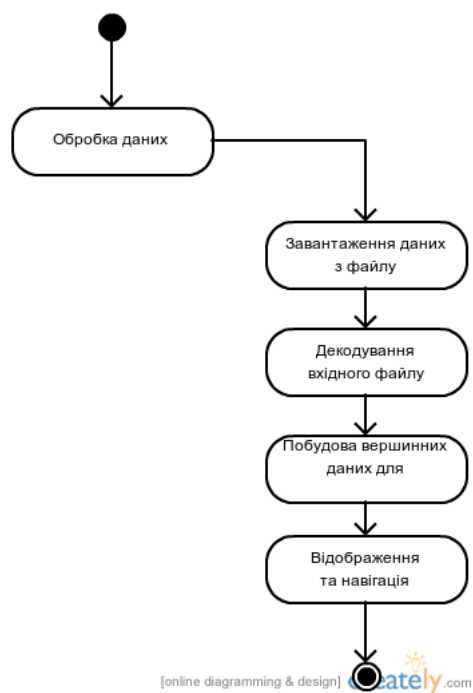 Обробка даних
Завантаження даних
з файлу
Декодування
вхідного файлу
Побудова вершинних
даних для
Відображення
та навігація
[online diagramming & design] creately.com